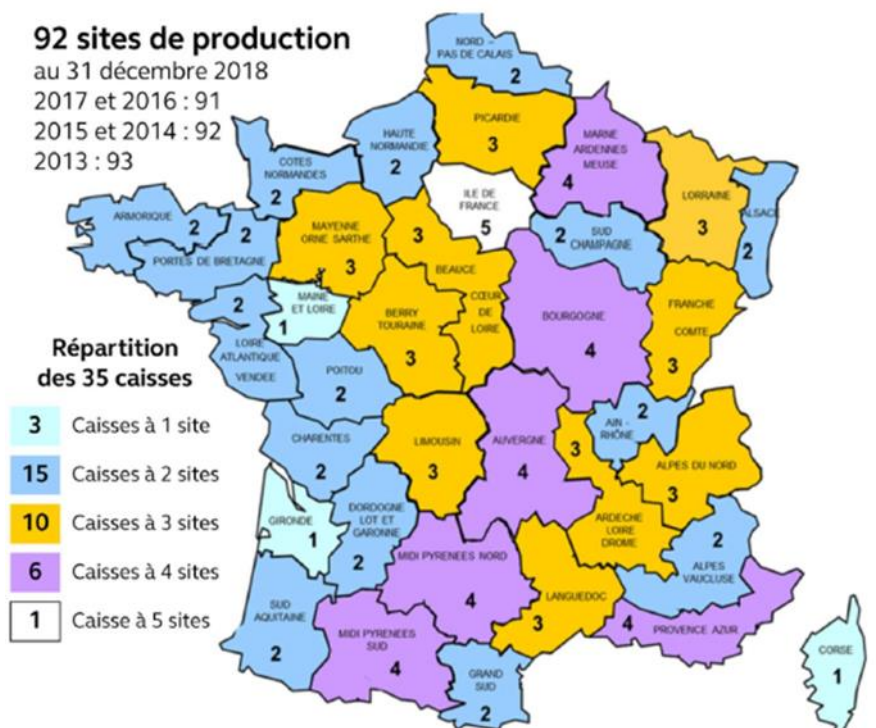 92 sites de production
au 31 décembre 2018
2017 et 2016 : 91
2015 et 2014 : 92
2013 : 93
NORD –
PAS DE CALAIS
2
PICARDIE
3
HAUTE
NORMANDIE
2
MARNE
ARDENNES
MEUSE
4
COTES
NORMANDES
2
ILE DE
FRANCE
5
LORRAINE
3
ALSACE
2
ARMORIQUE
2
2
PORTES DE BRETAGNE
MAYENNE
ORNE SARTHE
3
3
BEAUCE
CŒUR
DE
LOIRE
2
SUD
CHAMPAGNE
2
LOIRE
ATLANTIQUE
VENDEE
MAINE
ET LOIRE
1
BERRY
TOURAINE
3
BOURGOGNE
4
FRANCHE
COMTE
3
POITOU
2
Répartition
des 35 caisses
3 Caisses à 1 site
15 Caisses à 2 sites
10 Caisses à 3 sites
6 Caisses à 4 sites
1 Caisse à 5 sites
CHARENTES
2
LIMOUSIN
3
AUVERGNE
4
3
ARDECHE
LOIRE
DROME
2
AIN -
RHÔNE
ALPES DU NORD
3
GIRONDE
1
DORDOGNE
LOT ET
GARONNE
2
MIDI PYRENEES NORD
4
LANGUEDOC
3
2
ALPES
VAUCLUSE
4
PROVENCE AZUR
SUD
AQUITAINE
2
MIDI PYRENEES
SUD
4
GRAND
SUD
2
CORSE
1